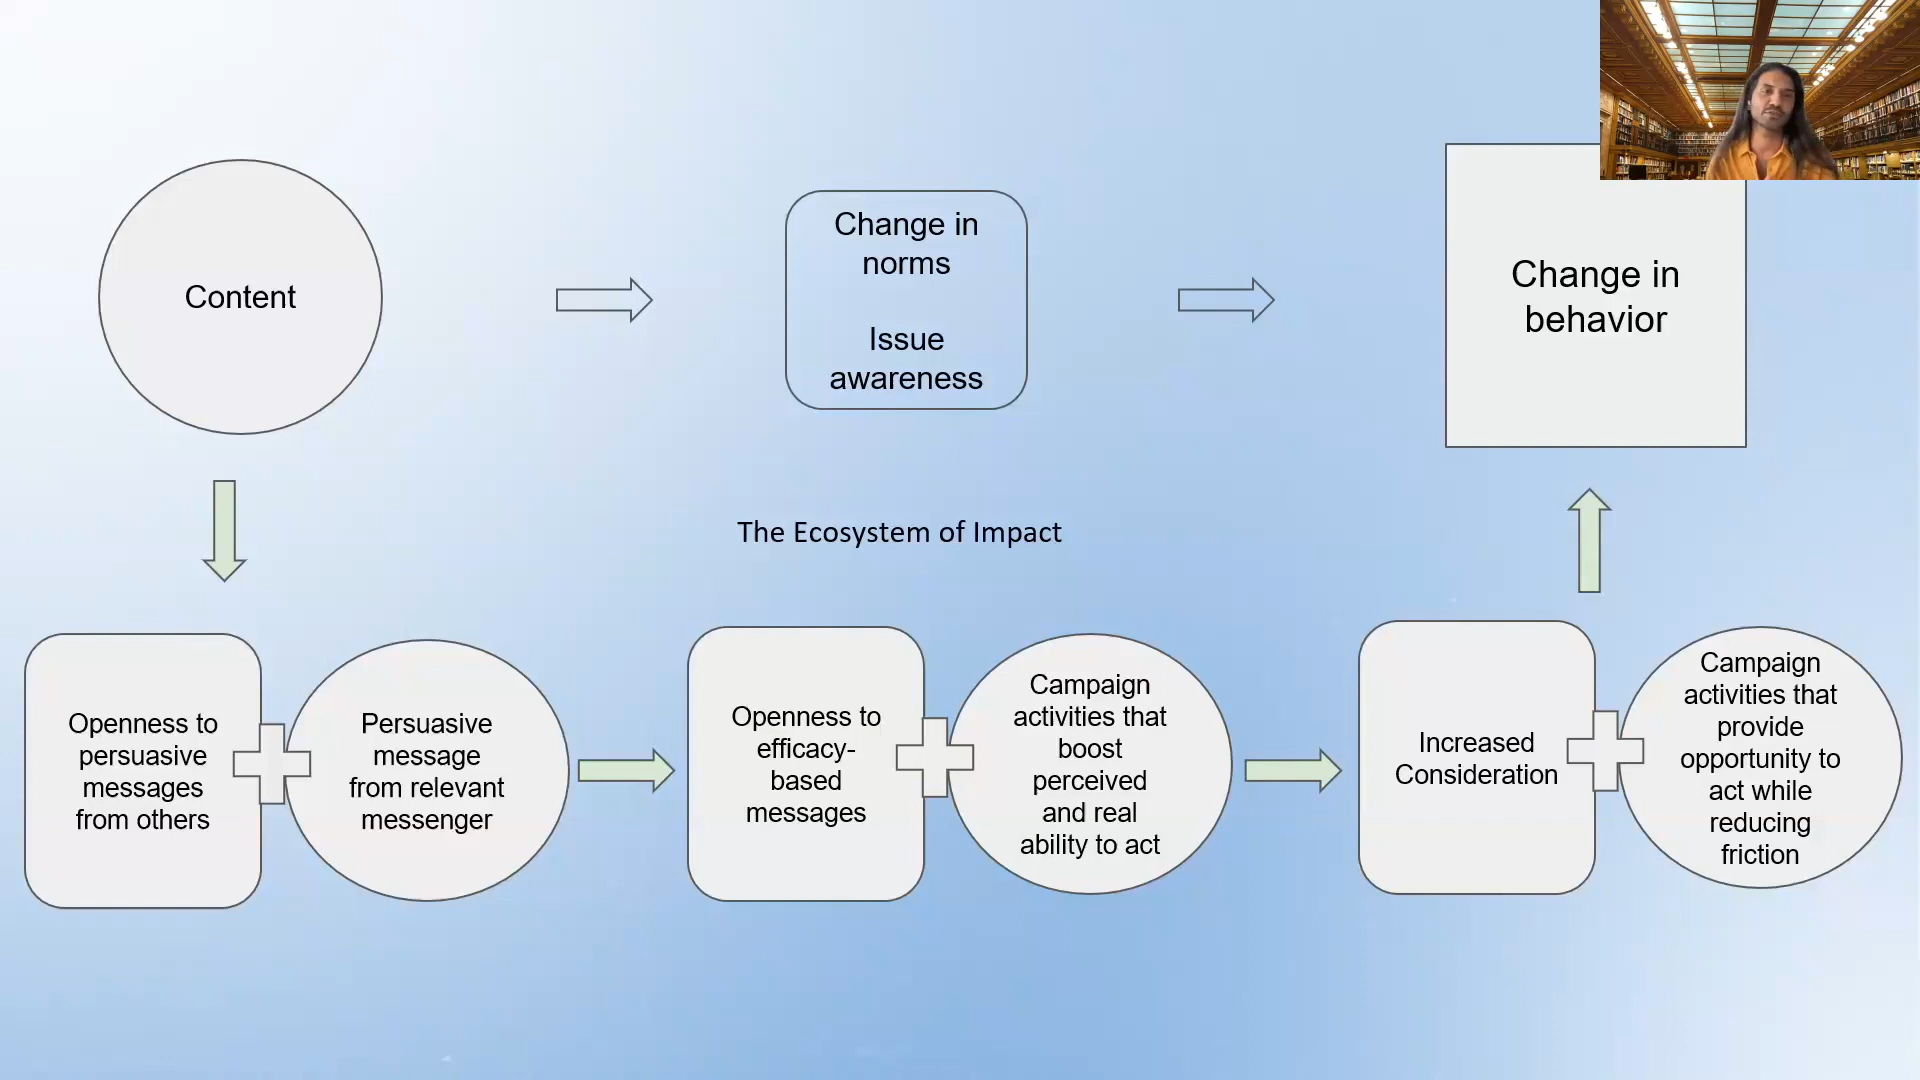 Content
Change in
norms
Issue
awareness
Change in
behavior
The Ecosystem of Impact
Openness to
persuasive
messages
from others
Persuasive
message
from relevant
messenger
Openness to
efficacy-
based
messages
Campaign
activities that
boost
perceived
and real
ability to act
Increased
Consideration
Campaign
activities that
provide
opportunity to
act while
reducing
friction